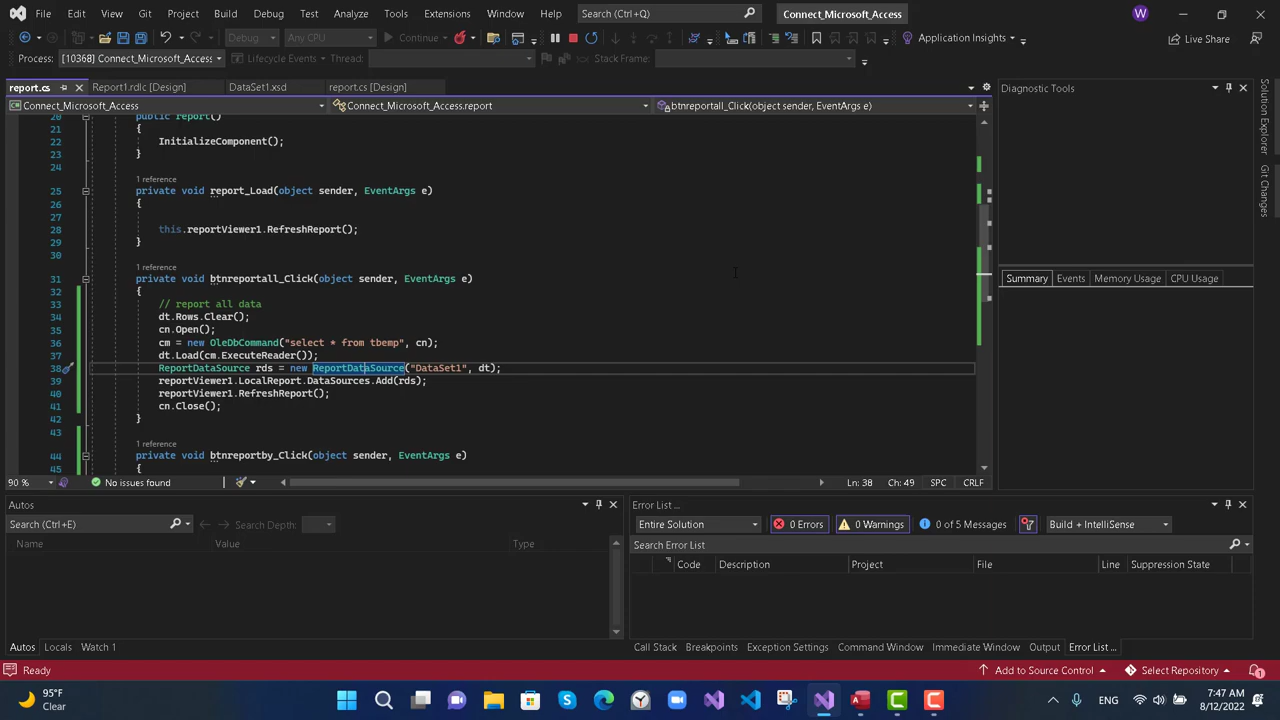 File Edit View Git Project Build Debug Test Analyze Tools Extensions Window Help Search (Ctrl+Q) Connect_Microsoft_Access W
Debug Any CPU Continue Application Insights Live Share
Process: [10368] Connect_Microsoft_Access Lifecycle Events Thread: Stack Frame:
report.cs Report1.rdlc [Design] DataSet1.xsd report.cs [Design] Diagnostic Tools
Connect_Microsoft_Access Connect_Microsoft_Access.report btnreportall_Click(object sender, EventArgs e)
20 public report()
21 {
22 InitializeComponent();
23 }
24
1 reference
25 private void report_Load(object sender, EventArgs e)
26 {
27
28 this.reportViewer1.RefreshReport();
29 }
30
1 reference
31 private void btnreportall_Click(object sender, EventArgs e)
32 {
33 // report all data
34 dt.Rows.Clear();
35 cn.Open();
36 cm = new OleDbCommand("select * from tbemp", cn);
37 dt.Load(cm.ExecuteReader());
38 ReportDataSource rds = new ReportDataSource("DataSet1", dt);
39 reportViewer1.LocalReport.DataSources.Add(rds);
40 reportViewer1.RefreshReport();
41 cn.Close();
42 }
43
1 reference
44 private void btnreportby_Click(object sender, EventArgs e)
45 {
90 % No issues found Ln: 38 Ch: 49 SPC CRLF
Summary Events Memory Usage CPU Usage
Solution Explorer
Git Changes
Autos
Search (Ctrl+E) Search Depth:
Name Value Type
Autos Locals Watch 1
Error List ...
Entire Solution 0 Errors 0 Warnings 0 of 5 Messages Build + IntelliSense
Search Error List
Code Description Project File Line Suppression State
Call Stack Breakpoints Exception Settings Command Window Immediate Window Output Error List ...
Ready Add to Source Control Select Repository 1
95°F
Clear
ENG
7:47 AM
8/12/2022